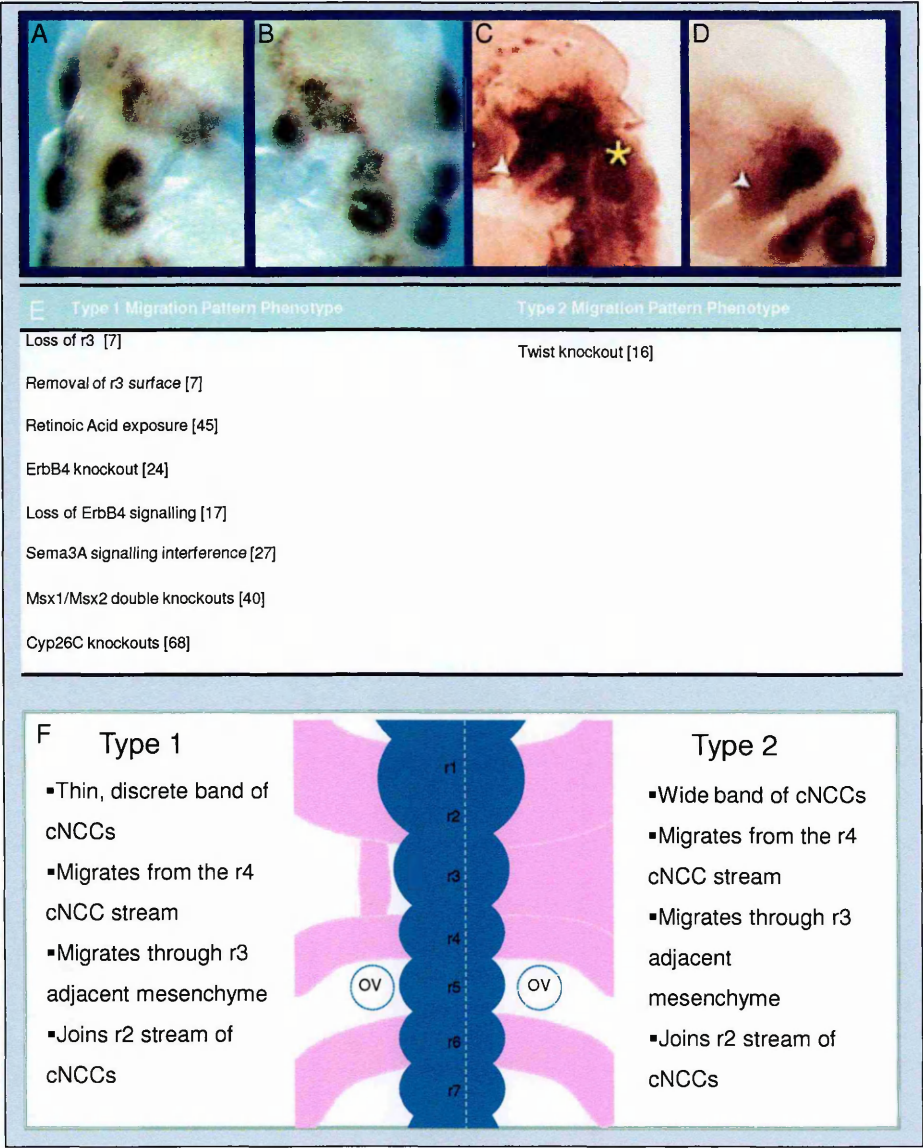 A B C D
E Type 1 Migration Pattern Phenotype Type 2 Migration Pattern Phenotype
Loss of r3 [7]
Twist knockout [16]
Removal of r3 surface [7]
Retinoic Acid exposure [45]
ErbB4 knockout [24]
Loss of ErbB4 signalling [17]
Sema3A signalling interference [27]
Msx1/Msx2 double knockouts [40]
Cyp26C knockouts [68]
F Type 1
▪Thin, discrete band of
cNCCs
▪Migrates from the r4
cNCC stream
▪Migrates through r3
adjacent mesenchyme
▪Joins r2 stream of
cNCCs
r1
r2
r3
r4
OV r5 OV
r6
r7
Type 2
▪Wide band of cNCCs
▪Migrates from the r4
cNCC stream
▪Migrates through r3
adjacent
mesenchyme
▪Joins r2 stream of
cNCCs